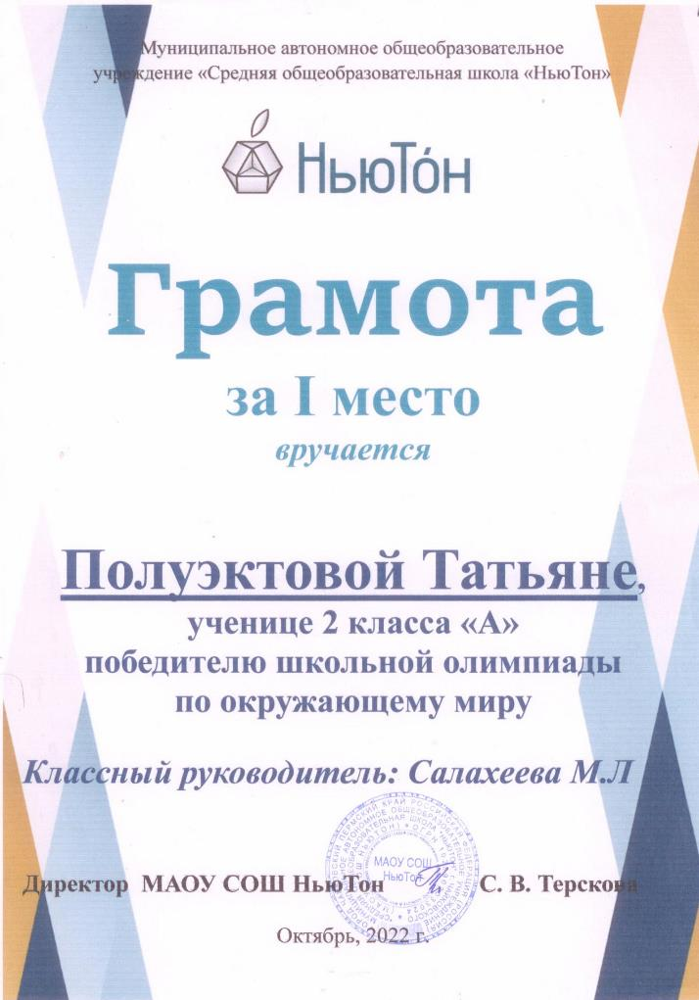 Муниципальное автономное общеобразовательное
учреждение «Средняя общеобразовательная школа «НьюТон»
НьюТо́н
Грамота
за I место
вручается
Полуэктовой Татьяне,
ученице 2 класса «А»
победителю школьной олимпиады
по окружающему миру
Классный руководитель: Салахеева М.Л
МАОУ СОШ
НьюТон
Директор МАОУ СОШ НьюТон С. В. Терскова
Октябрь, 2022 г.